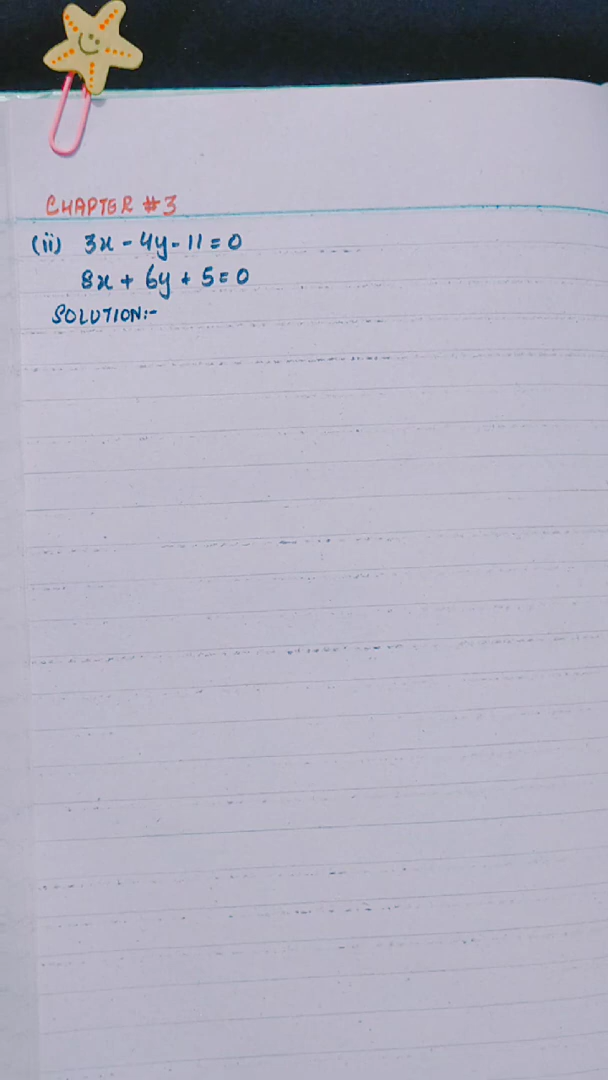 CHAPTER #3
(ii) 3x - 4y - 11 = 0
8x + 6y + 5 = 0
SOLUTION:-